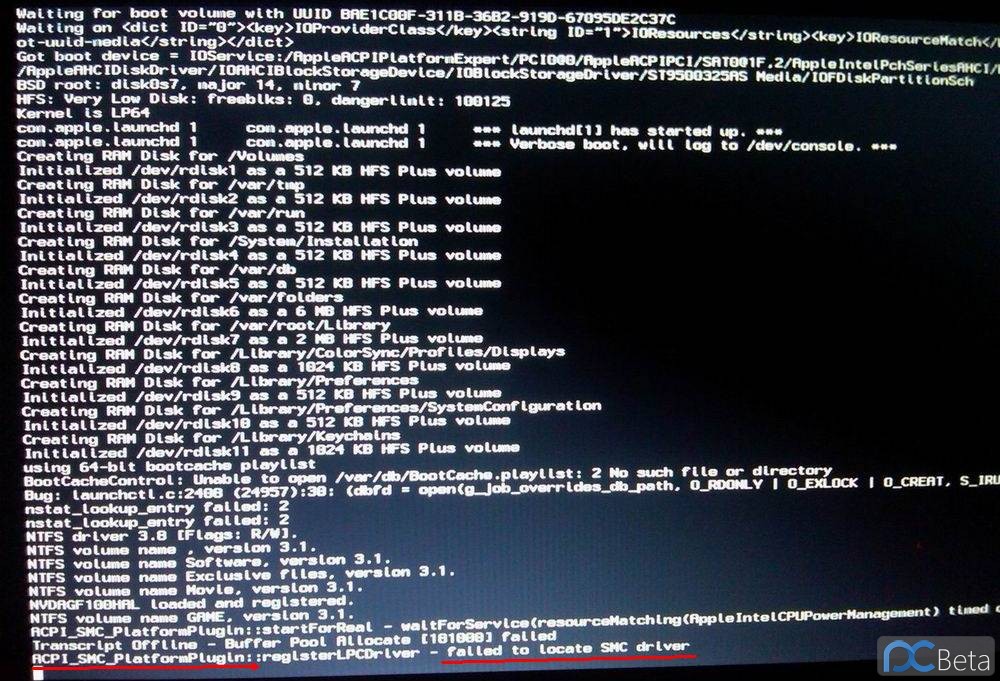 Waiting for boot volume with UUID BAE1C00F-311B-36B2-919D-67095DE2C37C
Waiting on <dict ID="0"><key>IOProviderClass</key><string ID="1">IOResources</string><key>IOResourceMatch</
ot-uuid-media</string></dict>
Got boot device = IOService:/AppleACPIPlatformExpert/PCI0@0/AppleACPIPCI/SAT0@1F,2/AppleIntelPchSeriesAHCI/
/AppleAHCIDiskDriver/IOAHCIBlockStorageDevice/IOBlockStorageDriver/ST9500325AS Media/IOFDiskPartitionSch
BSD root: disk0s7, major 14, minor 7
HFS: Very Low Disk: freeblks: 0, dangerlimit: 100125
Kernel is LP64
com.apple.launchd 1 com.apple.launchd 1 *** launchd[1] has started up. ***
com.apple.launchd 1 com.apple.launchd 1 *** Verbose boot, will log to /dev/console. ***
Creating RAM Disk for /Volumes
Initialized /dev/rdisk1 as a 512 KB HFS Plus volume
Creating RAM Disk for /var/tmp
Initialized /dev/rdisk2 as a 512 KB HFS Plus volume
Creating RAM Disk for /var/run
Initialized /dev/rdisk3 as a 512 KB HFS Plus volume
Creating RAM Disk for /System/Installation
Initialized /dev/rdisk4 as a 512 KB HFS Plus volume
Creating RAM Disk for /var/db
Initialized /dev/rdisk5 as a 512 KB HFS Plus volume
Creating RAM Disk for /var/folders
Initialized /dev/rdisk6 as a 6 MB HFS Plus volume
Creating RAM Disk for /var/root/Library
Initialized /dev/rdisk7 as a 2 MB HFS Plus volume
Creating RAM Disk for /Library/ColorSync/Profiles/Displays
Initialized /dev/rdisk8 as a 1024 KB HFS Plus volume
Creating RAM Disk for /Library/Preferences
Initialized /dev/rdisk9 as a 512 KB HFS Plus volume
Creating RAM Disk for /Library/Preferences/SystemConfiguration
Initialized /dev/rdisk10 as a 512 KB HFS Plus volume
Creating RAM Disk for /Library/Keychains
Initialized /dev/rdisk11 as a 1024 KB HFS Plus volume
using 64-bit bootcache playlist
BootCacheControl: Unable to open /var/db/BootCache.playlist: 2 No such file or directory
Bug: launchctl.c:2408 (24957):30: (dbfd = open(g_job_overrides_db_path, O_RDONLY | O_EXLOCK | O_CREAT, S_IRU
nstat_lookup_entry failed: 2
nstat_lookup_entry failed: 2
NTFS driver 3.8 [Flags: R/W].
NTFS volume name , version 3.1.
NTFS volume name Software, version 3.1.
NTFS volume name Exclusive files, version 3.1.
NTFS volume name Movie, version 3.1.
NVDAGF100HAL loaded and registered.
NTFS volume name GAME, version 3.1.
ACPI_SMC_PlatformPlugin::startForReal - waitForService(resourceMatching(AppleIntelCPUPowerManagement) timed
Transcript Offline - Buffer Pool Allocate [101000] failed
ACPI_SMC_PlatformPlugin::registerLPCDriver - failed to locate SMC driver
PCBeta